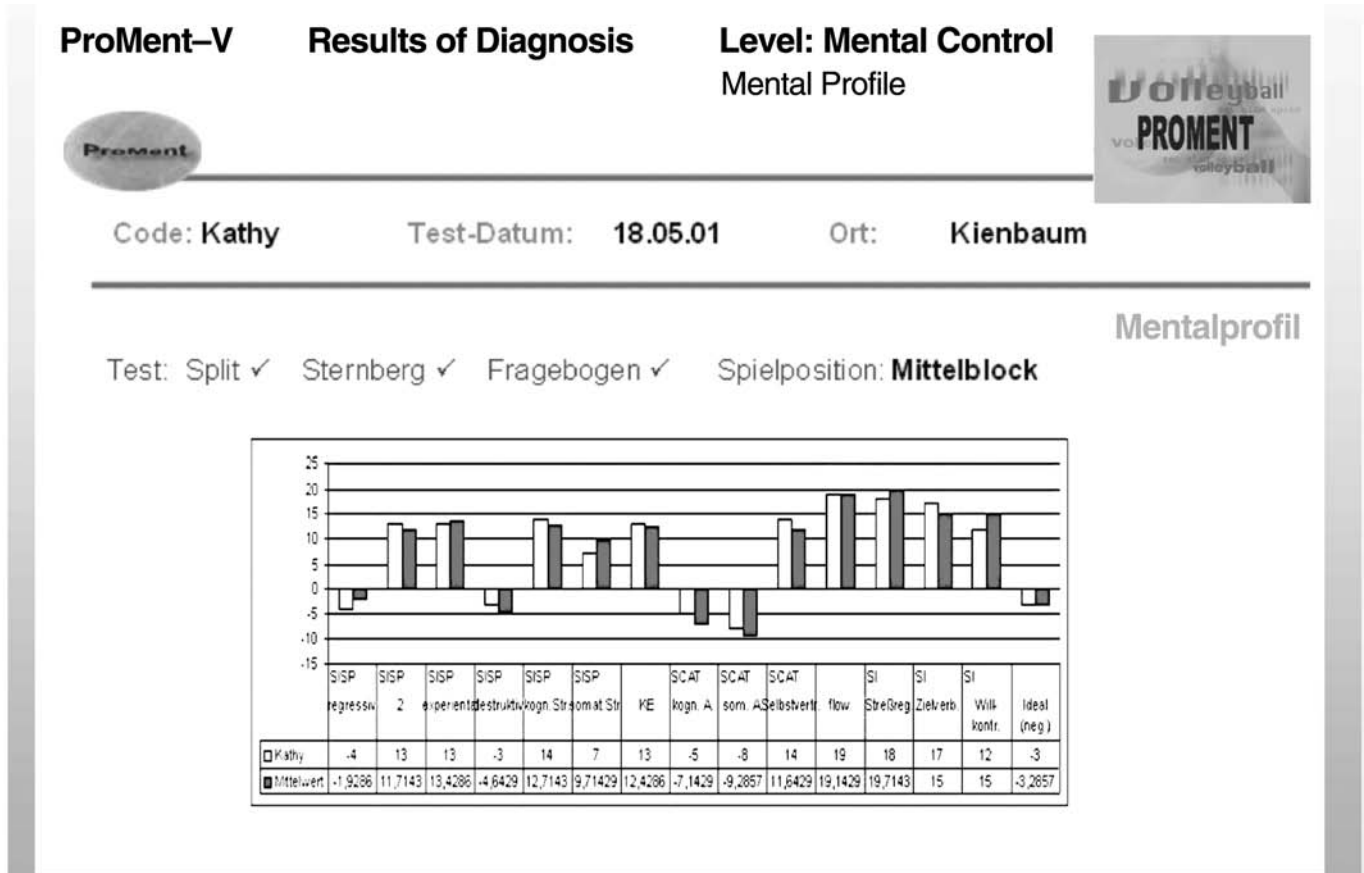 ProMent–V Results of Diagnosis Level: Mental Control
Mental Profile
Volleyball
PROMENT
volleyball
ProMent
Code: Kathy Test-Datum: 18.05.01 Ort: Kienbaum
Mentalprofil
Test: Split ✓ Sternberg ✓ Fragebogen ✓ Spielposition: Mittelblock
25
20
15
10
5
0
-5
-10
-15
SISP SISP SISP SISP SISP SISP SCAT SCAT SCAT SI SI SI
regressiv 2 experienta destruktiv kogn. Str somat Str KE kogn. A som. A Selbstvertr. flow Streßreg. Zielverb. Will- Ideal
kontr. (neg.)
Kathy -4 13 13 -3 14 7 13 -5 -8 14 19 18 17 12 -3
Mittelwert -1,9286 11,7143 13,4286 -4,6429 12,7143 9,71429 12,4286 -7,1429 -9,2857 11,6429 19,1429 19,7143 15 15 -3,2857